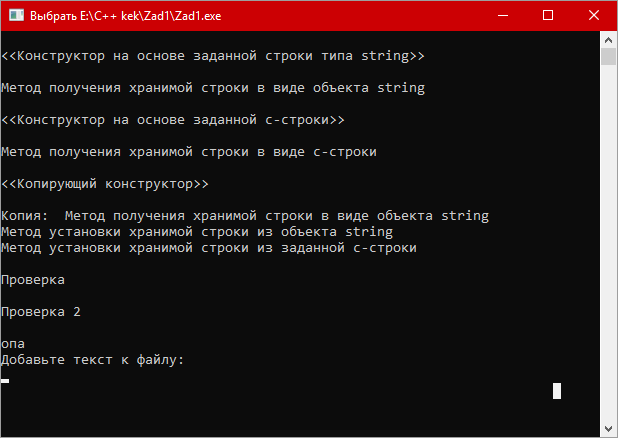 Выбрать E:\C++ kek\Zad1\Zad1.exe
<<Конструктор на основе заданной строки типа string>>
Метод получения хранимой строки в виде объекта string
<<Конструктор на основе заданной с-строки>>
Метод получения хранимой строки в виде с-строки
<<Копирующий конструктор>>
Копия:  Метод получения хранимой строки в виде объекта string
Метод установки хранимой строки из объекта string
Метод установки хранимой строки из заданной с-строки
Проверка
Проверка 2
опа
Добавьте текст к файлу: